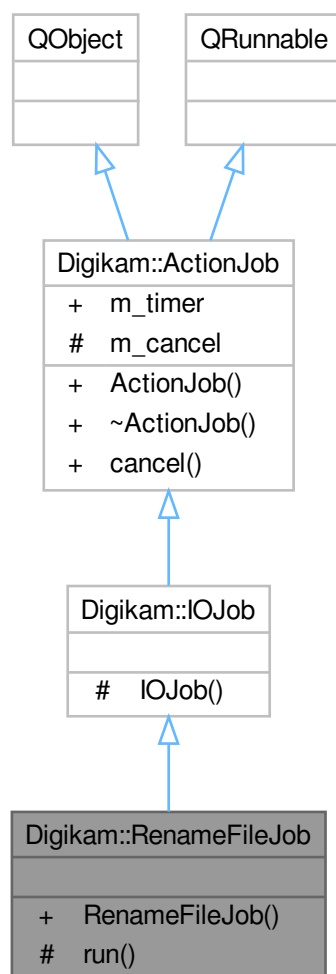 QObject
QRunnable
Digikam::ActionJob
+ m_timer
# m_cancel
+ ActionJob()
+ ~ActionJob()
+ cancel()
Digikam::IOJob
# IOJob()
Digikam::RenameFileJob
+ RenameFileJob()
# run()